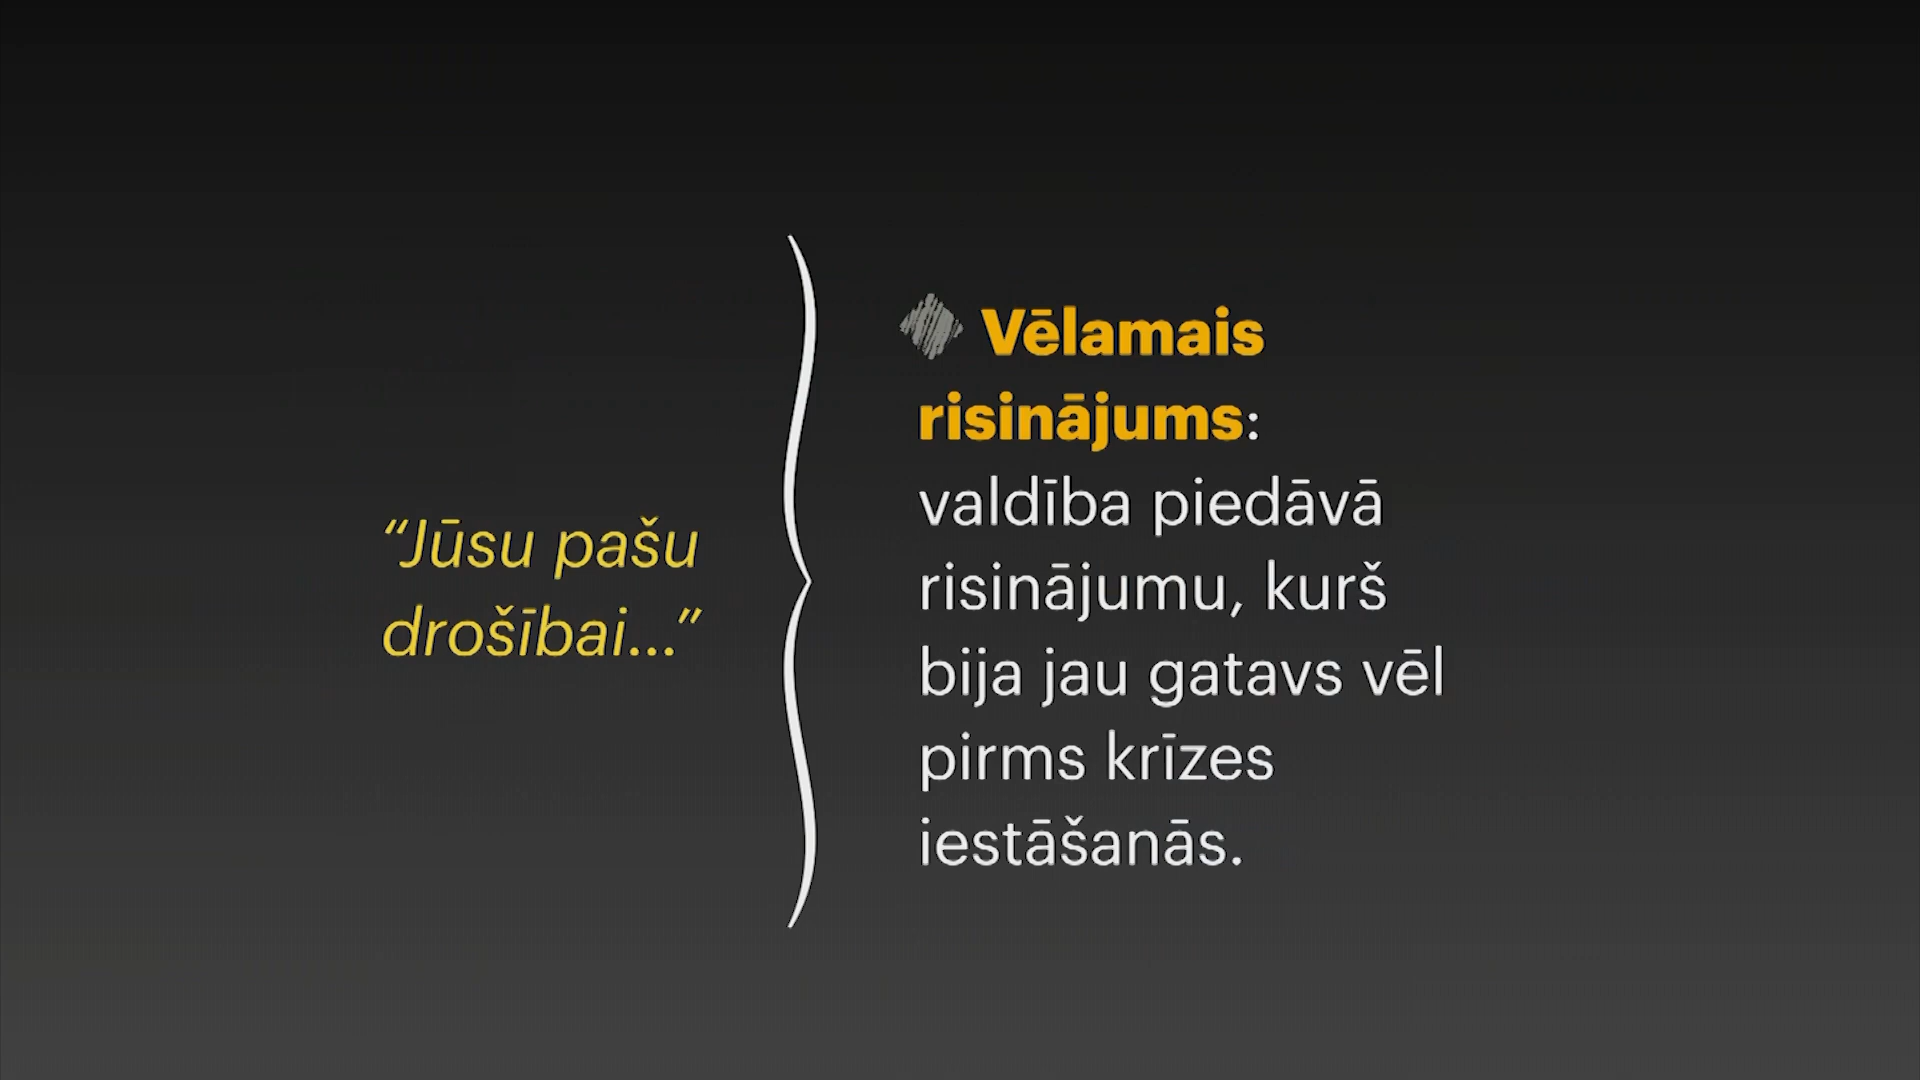 “Jūsu pašu
drošībai...”
Vēlamais
risinājums:
valdība piedāvā
risinājumu, kurš
bija jau gatavs vēl
pirms krīzes
iestāšanās.